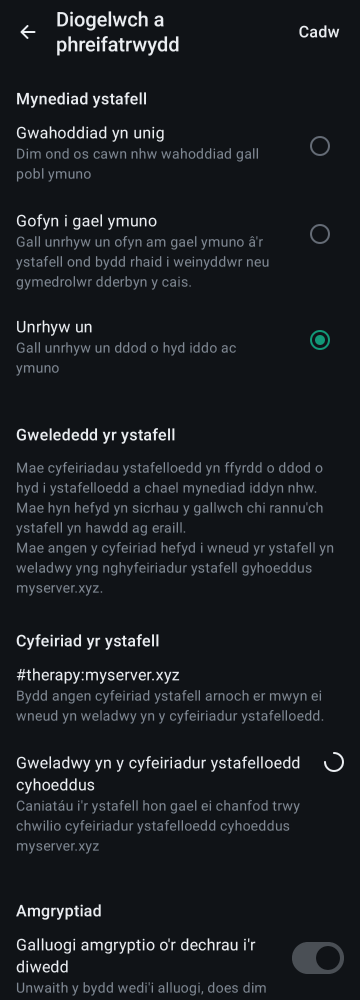 Diogelwch a
phreifatrwydd
Cadw
Mynediad ystafell
Gwahoddiad yn unig
Dim ond os cawn nhw wahoddiad gall
pobl ymuno
Gofyn i gael ymuno
Gall unrhyw un ofyn am gael ymuno â'r
ystafell ond bydd rhaid i weinyddwr neu
gymedrolwr dderbyn y cais.
Unrhyw un
Gall unrhyw un ddod o hyd iddo ac
ymuno
Gwelededd yr ystafell
Mae cyfeiriadau ystafelloedd yn ffyrdd o ddod o
hyd i ystafelloedd a chael mynediad iddyn nhw.
Mae hyn hefyd yn sicrhau y gallwch chi rannu'ch
ystafell yn hawdd ag eraill.
Mae angen y cyfeiriad hefyd i wneud yr ystafell yn
weladwy yng nghyfeiriadur ystafell gyhoeddus
myserver.xyz.
Cyfeiriad yr ystafell
#therapy:myserver.xyz
Bydd angen cyfeiriad ystafell arnoch er mwyn ei
wneud yn weladwy yn y cyfeiriadur ystafelloedd.
Gweladwy yn y cyfeiriadur ystafelloedd
cyhoeddus
Caniatáu i'r ystafell hon gael ei chanfod trwy
chwilio cyfeiriadur ystafelloedd cyhoeddus
myserver.xyz
Amgryptiad
Galluogi amgryptio o'r dechrau i'r
diwedd
Unwaith y bydd wedi'i alluogi, does dim